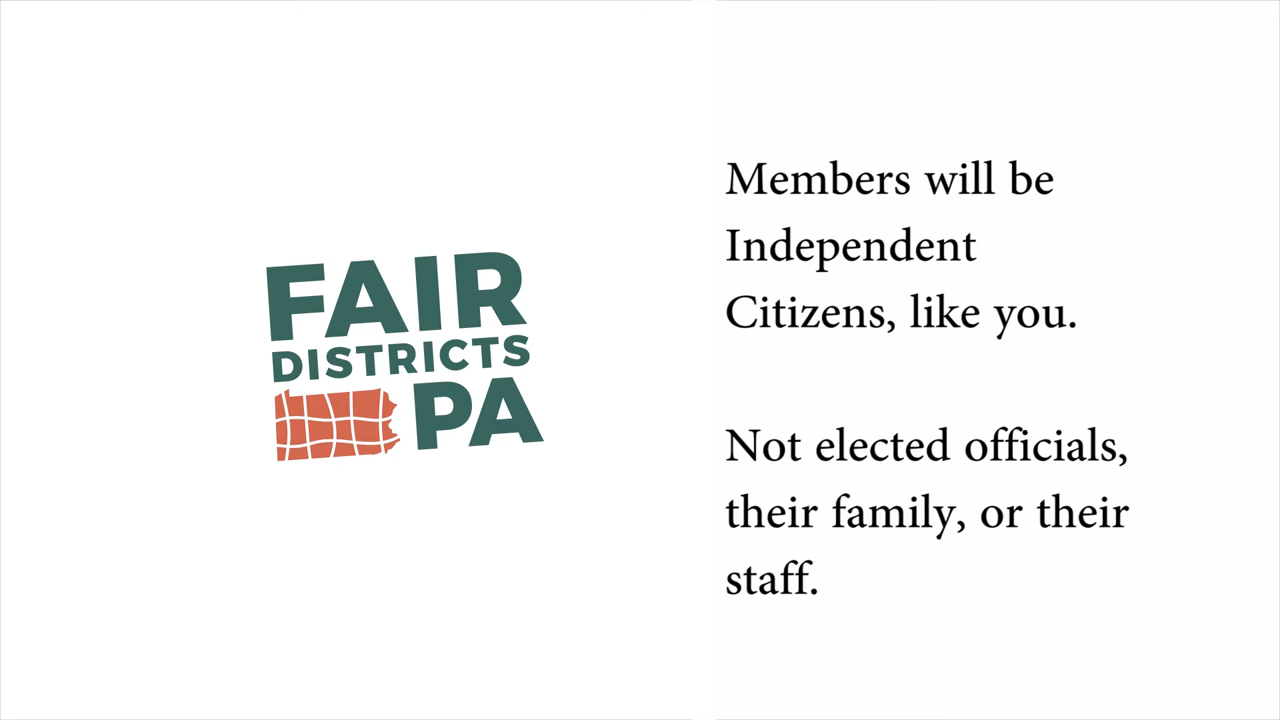 FAIR
DISTRICTS
PA
Members will be
Independent
Citizens, like you.
Not elected officials,
their family, or their
staff.